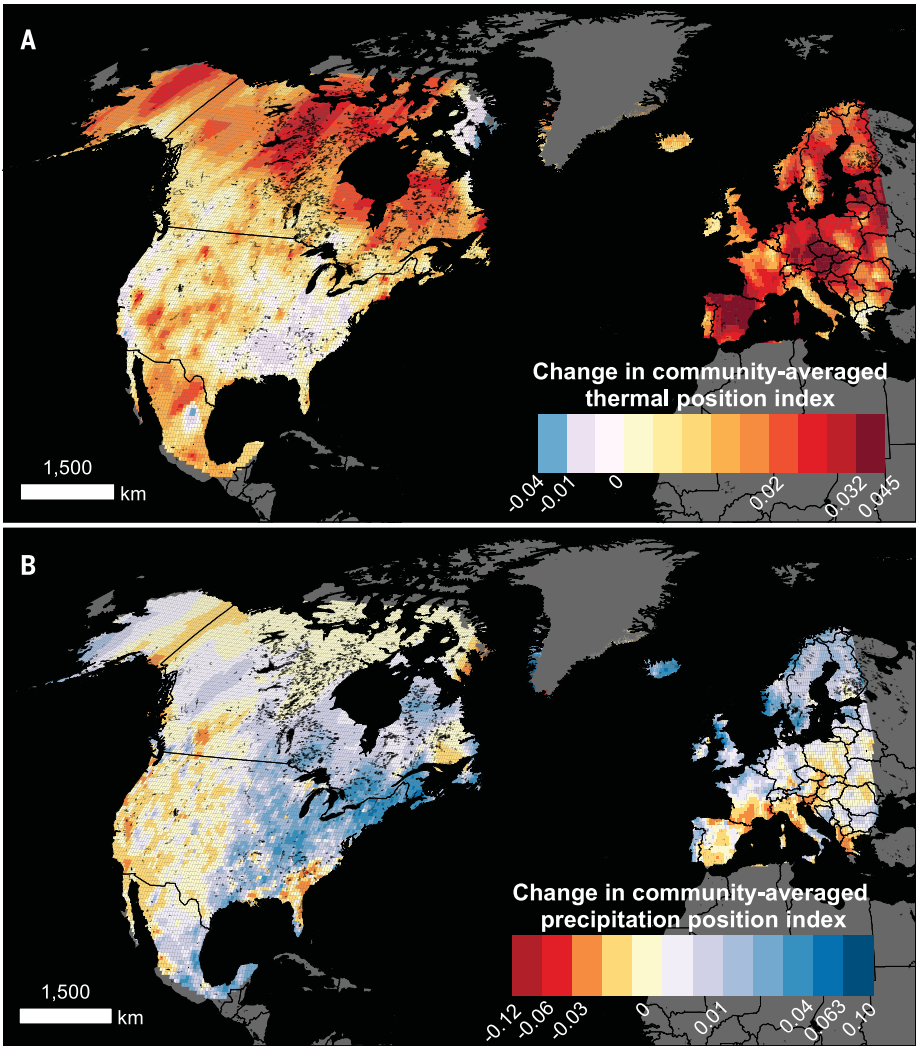 A
Change in community-averaged
thermal position index
-0.04
-0.01
0
0.02
0.032
0.045
1,500
km
B
Change in community-averaged
precipitation position index
-0.12
-0.06
-0.03
0
0.01
0.04
0.063
0.10
1,500
km